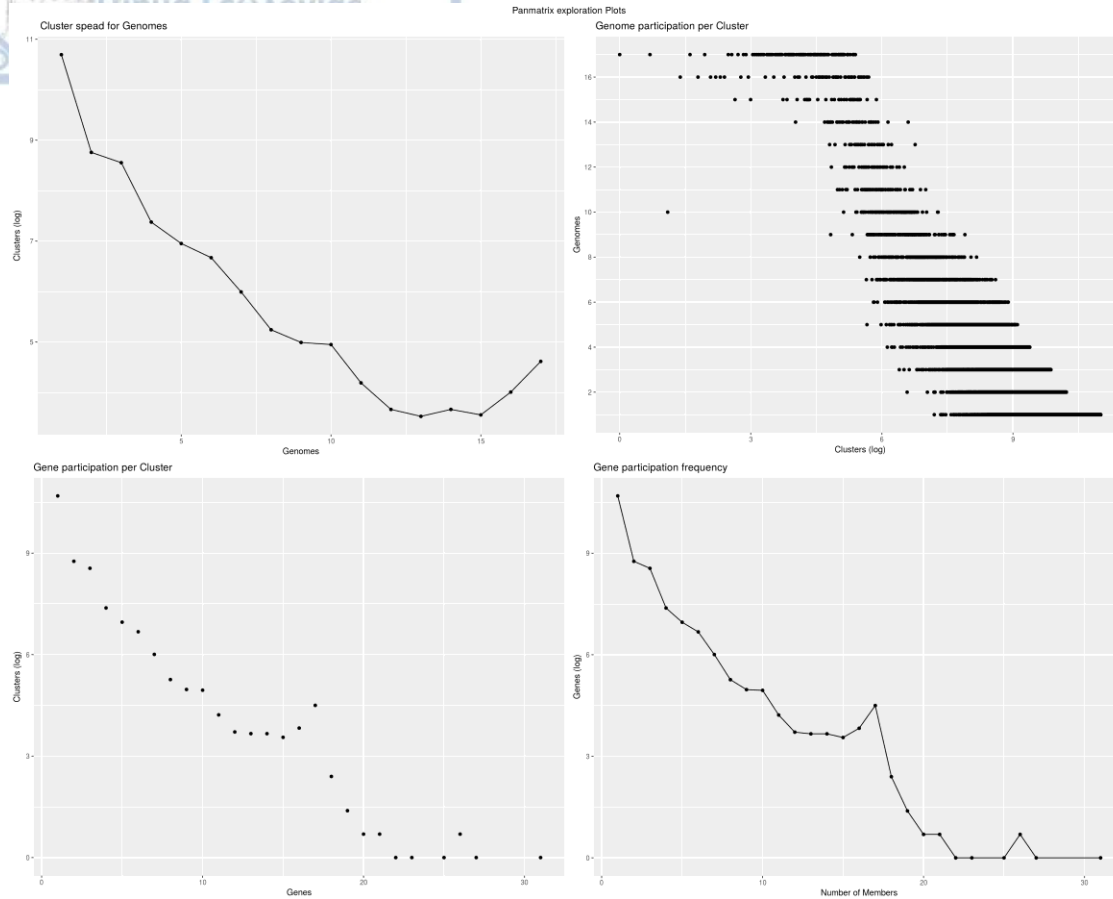 Panmatrix exploration Plots
Cluster spead for Genomes
11
9
7
5
Clusters (log)
5
10
15
Genomes
Genome participation per Cluster
16
14
12
10
8
6
4
2
Genomes
0
3
6
9
Clusters (log)
Gene participation per Cluster
9
6
3
0
Clusters (log)
0
10
20
30
Genes
Gene participation frequency
9
6
3
0
Genes (log)
0
10
20
30
Number of Members